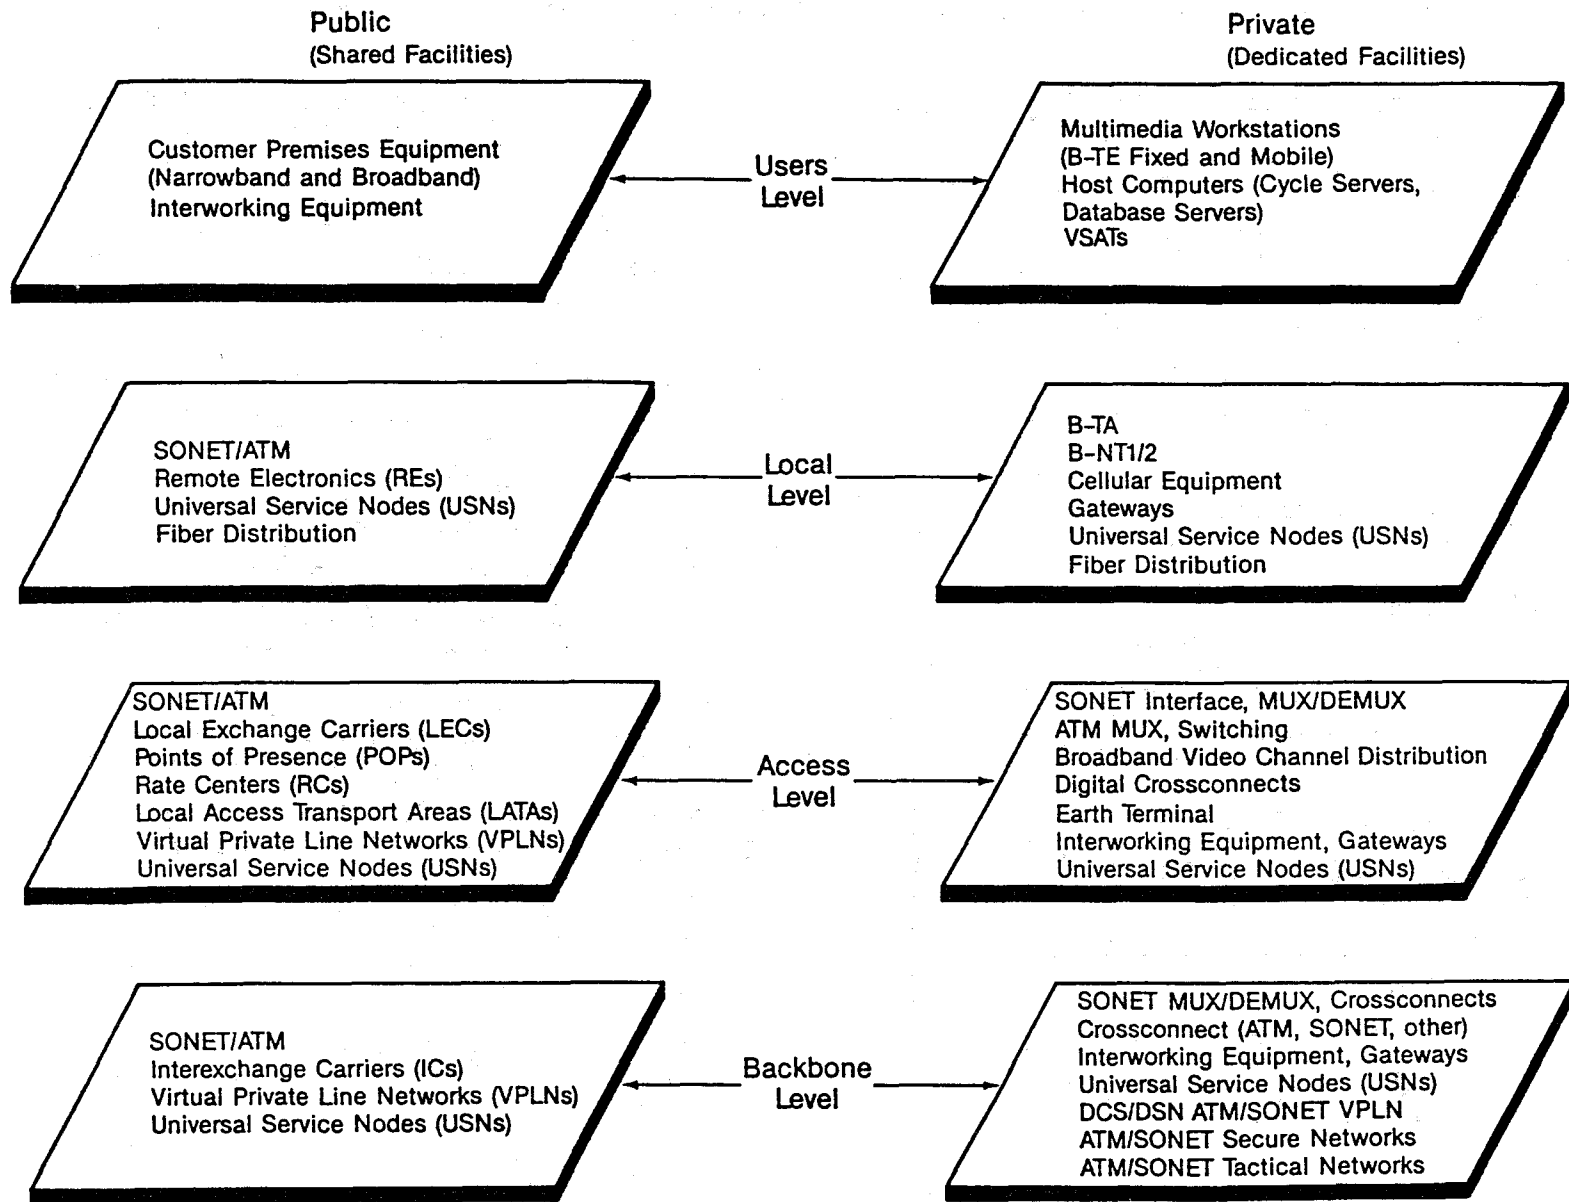 Public
(Shared Facilities)
Private
(Dedicated Facilities)
Customer Premises Equipment
(Narrowband and Broadband)
Interworking Equipment
Users
Level
Multimedia Workstations
(B-TE Fixed and Mobile)
Host Computers (Cycle Servers,
Database Servers)
VSATs
SONET/ATM
Remote Electronics (REs)
Universal Service Nodes (USNs)
Fiber Distribution
Local
Level
B-TA
B-NT1/2
Cellular Equipment
Gateways
Universal Service Nodes (USNs)
Fiber Distribution
SONET/ATM
Local Exchange Carriers (LECs)
Points of Presence (POPs)
Rate Centers (RCs)
Local Access Transport Areas (LATAs)
Virtual Private Line Networks (VPLNs)
Universal Service Nodes (USNs)
Access
Level
SONET Interface, MUX/DEMUX
ATM MUX, Switching
Broadband Video Channel Distribution
Digital Crossconnects
Earth Terminal
Interworking Equipment, Gateways
Universal Service Nodes (USNs)
SONET/ATM
Interexchange Carriers (ICs)
Virtual Private Line Networks (VPLNs)
Universal Service Nodes (USNs)
Backbone
Level
SONET MUX/DEMUX, Crossconnects
Crossconnect (ATM, SONET, other)
Interworking Equipment, Gateways
Universal Service Nodes (USNs)
DCS/DSN ATM/SONET VPLN
ATM/SONET Secure Networks
ATM/SONET Tactical Networks